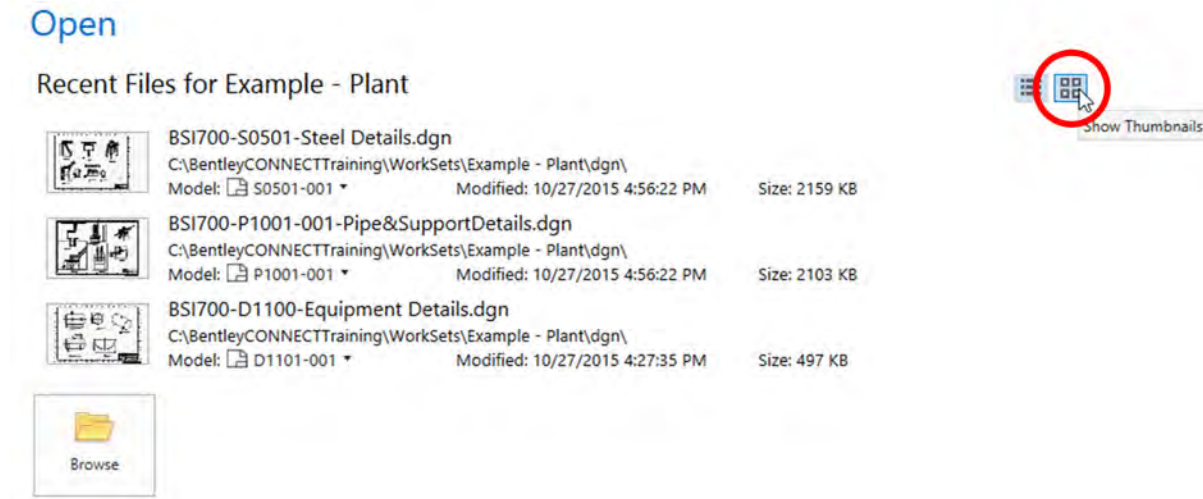 Open
Recent Files for Example - Plant
Show Thumbnails
BSI700-S0501-Steel Details.dgn
C:\BentleyCONNECTTraining\WorkSets\Example - Plant\dgn\
Model: S0501-001 Modified: 10/27/2015 4:56:22 PM Size: 2159 KB
BSI700-P1001-001-Pipe&SupportDetails.dgn
C:\BentleyCONNECTTraining\WorkSets\Example - Plant\dgn\
Model: P1001-001 Modified: 10/27/2015 4:56:22 PM Size: 2103 KB
BSI700-D1100-Equipment Details.dgn
C:\BentleyCONNECTTraining\WorkSets\Example - Plant\dgn\
Model: D1101-001 Modified: 10/27/2015 4:27:35 PM Size: 497 KB
Browse